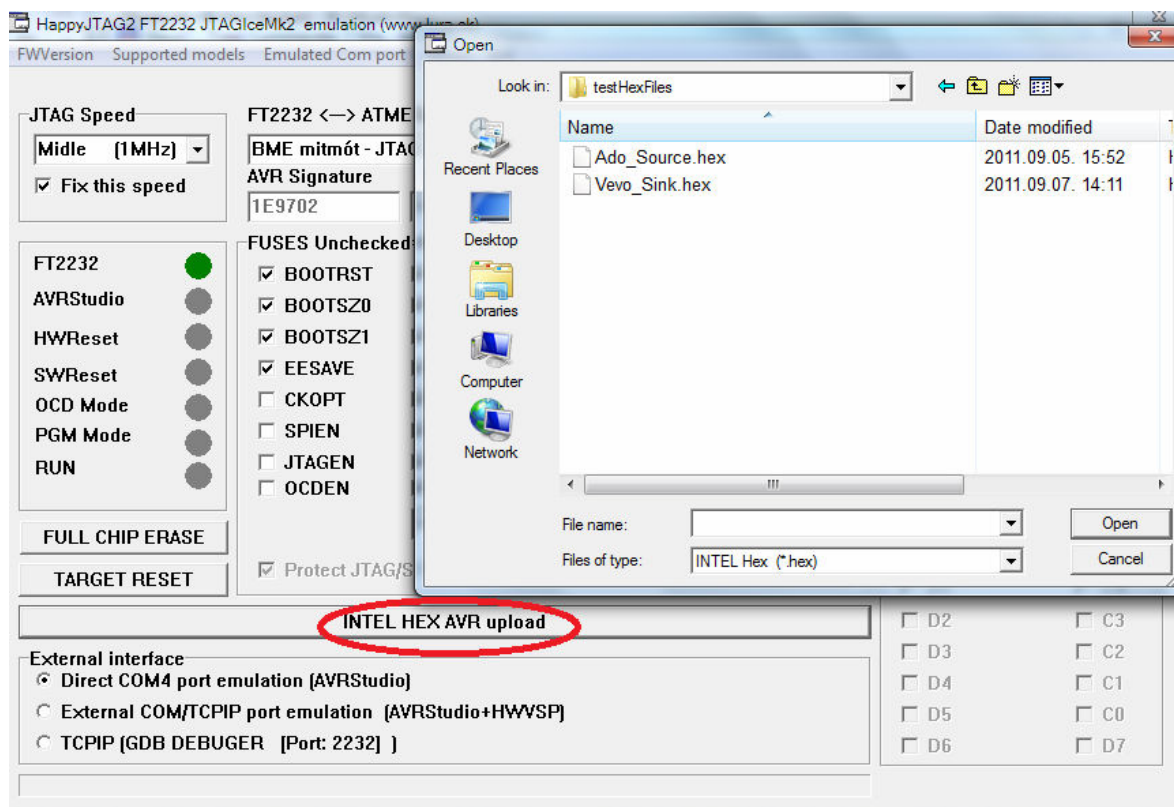 HappyJTAG2 FT2232 JTAGIceMk2 emulation
FWVersion Supported models Emulated Com port
JTAG Speed
Midle (1MHz)
Fix this speed
FT2232 <--> ATME
BME mitmót - JTA
AVR Signature
1E9702
FT2232
AVRStudio
HWReset
SWReset
OCD Mode
PGM Mode
RUN
FUSES Unchecked
BOOTRST
BOOTSZ0
BOOTSZ1
EESAVE
CKOPT
SPIEN
JTAGEN
OCDEN
Protect JTAG/S
FULL CHIP ERASE
TARGET RESET
Open
Look in: testHexFiles
Recent Places
Desktop
Libraries
Computer
Network
Name Date modified
Ado_Source.hex 2011.09.05. 15:52
Vevo_Sink.hex 2011.09.07. 14:11
File name:
Open
Files of type: INTEL Hex (*.hex)
Cancel
INTEL HEX AVR upload
External interface
Direct COM4 port emulation (AVRStudio)
External COM/TCPIP port emulation (AVRStudio+HWVSP)
TCPIP (GDB DEBUGER [Port: 2232] )
D2 C3
D3 C2
D4 C1
D5 C0
D6 D7